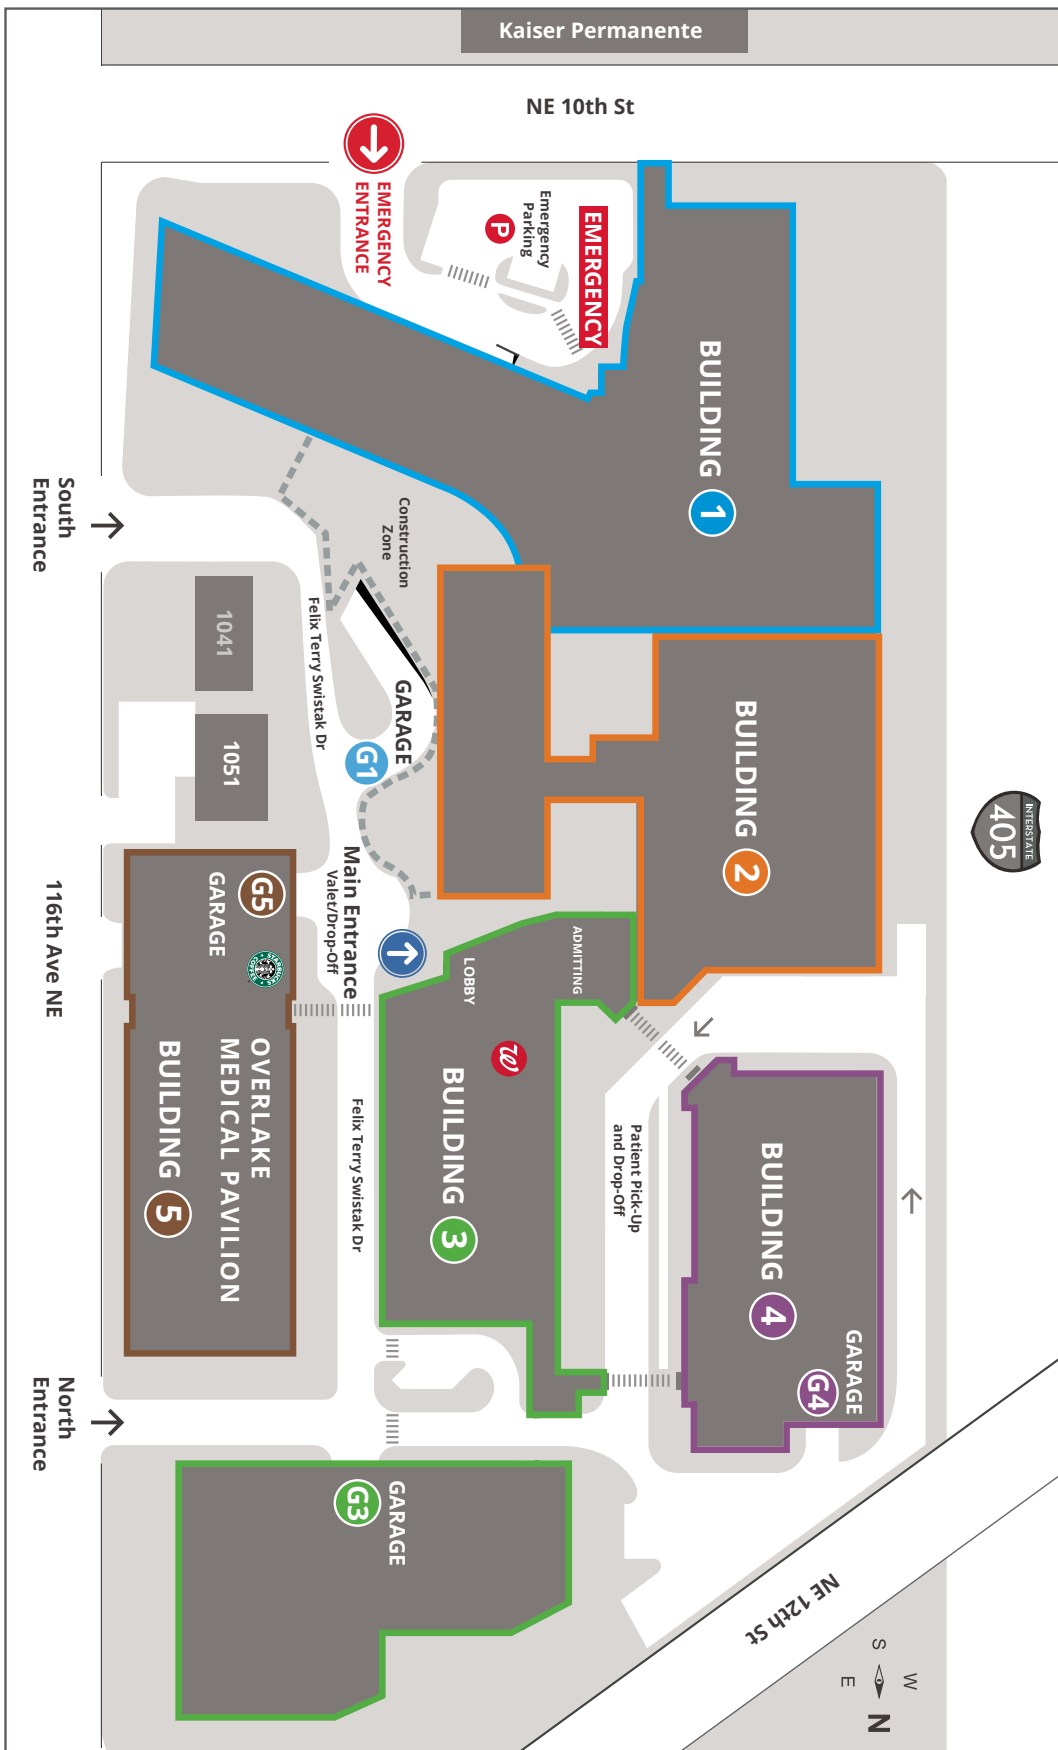 Kaiser Permanente
NE 10th St
EMERGENCY
ENTRANCE
Emergency
Parking
P
EMERGENCY
BUILDING 1
South
Entrance
Construction
Zone
1041
1051
Felix Terry Swistak Dr
GARAGE
G1
BUILDING 2
INTERSTATE
405
Main Entrance
Valet/Drop-Off
116th Ave NE
G5
GARAGE
STARBUCKS
COFFEE
OVERLAKE
MEDICAL PAVILION
BUILDING 5
ADMITTING
LOBBY
W
BUILDING 3
Felix Terry Swistak Dr
Patient Pick-Up
and Drop-Off
BUILDING 4
GARAGE
G4
North
Entrance
GARAGE
G3
NE 12th St
S
W
E
N